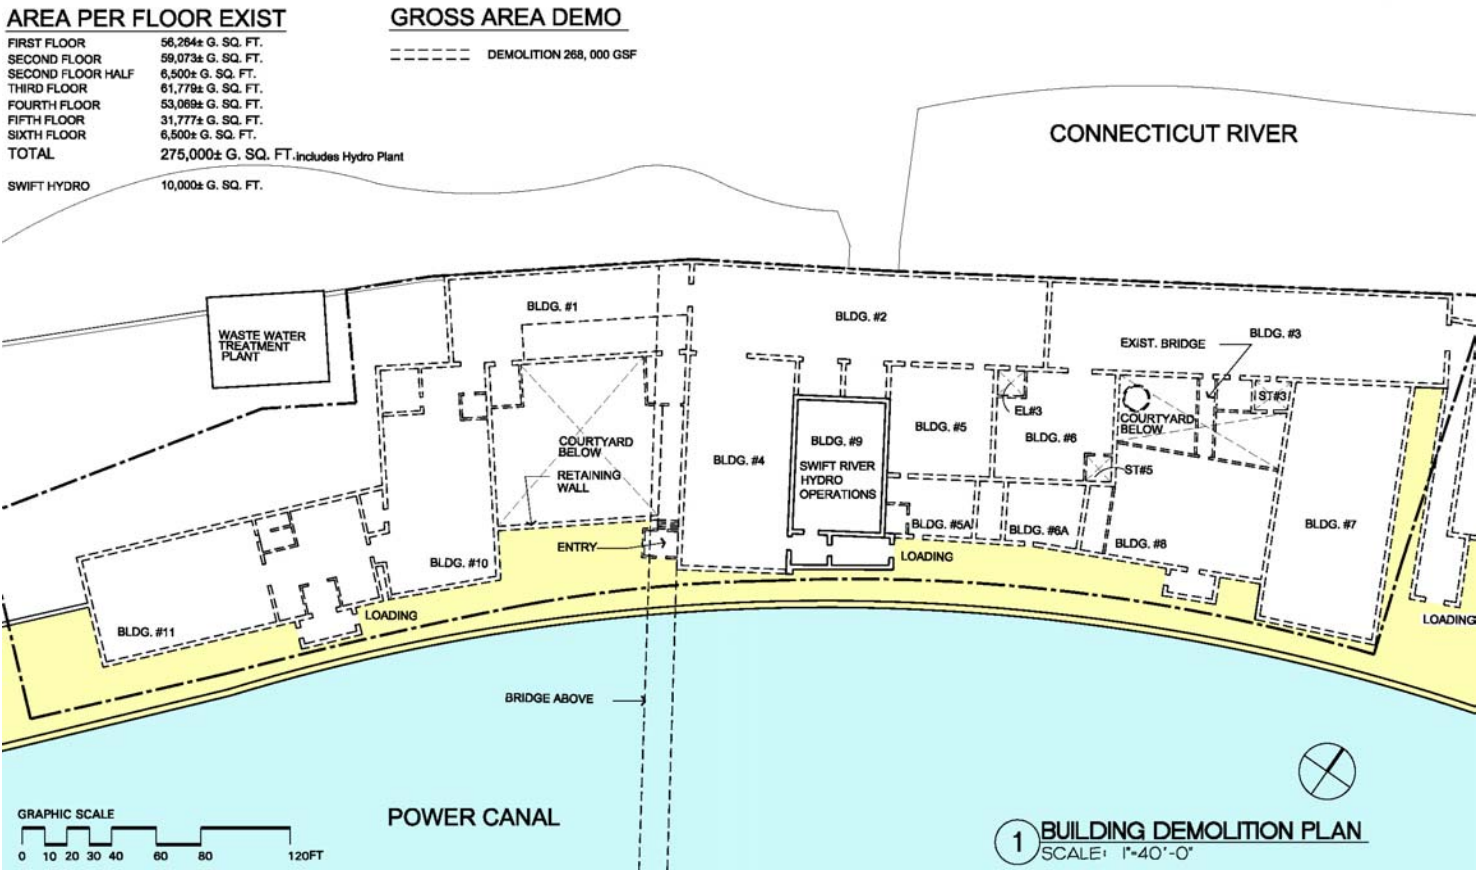 AREA PER FLOOR EXIST
FIRST FLOOR 56,264± G. SQ. FT.
SECOND FLOOR 59,073± G. SQ. FT.
SECOND FLOOR HALF 6,500± G. SQ. FT.
THIRD FLOOR 61,779± G. SQ. FT.
FOURTH FLOOR 53,069± G. SQ. FT.
FIFTH FLOOR 31,777± G. SQ. FT.
SIXTH FLOOR 6,500± G. SQ. FT.
TOTAL 275,000± G. SQ. FT. includes Hydro Plant
SWIFT HYDRO 10,000± G. SQ. FT.
GROSS AREA DEMO
DEMOLITION 268, 000 GSF
CONNECTICUT RIVER
WASTE WATER
TREATMENT
PLANT
BLDG. #1
BLDG. #2
EXIST. BRIDGE
BLDG. #3
ST#3
EL#3
COURTYARD
BELOW
BLDG. #5
BLDG. #6
COURTYARD
BELOW
RETAINING
WALL
BLDG. #4
BLDG. #9
SWIFT RIVER
HYDRO
OPERATIONS
ST#5
BLDG. #5A
BLDG. #6A
BLDG. #8
BLDG. #7
ENTRY
LOADING
BLDG. #10
BLDG. #11
LOADING
LOADING
BRIDGE ABOVE
POWER CANAL
GRAPHIC SCALE
0 10 20 30 40 60 80 120FT
1 BUILDING DEMOLITION PLAN
SCALE: 1"=40'-0"